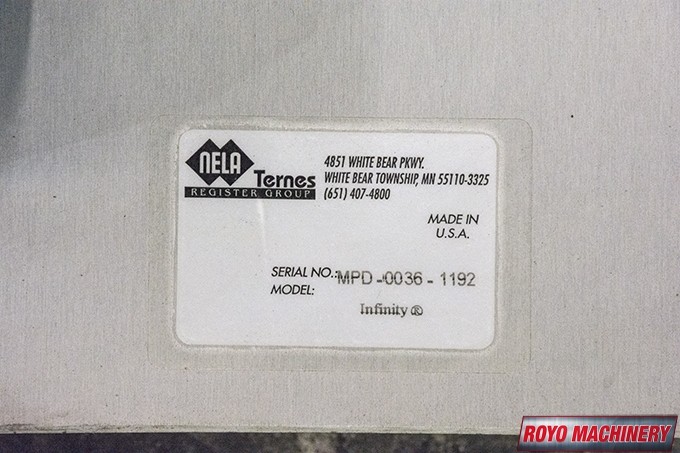 NELA
Ternes
REGISTER GROUP
4851 WHITE BEAR PKWY.
WHITE BEAR TOWNSHIP, MN 55110-3325
(651) 407-4800
MADE IN
U.S.A.
SERIAL NO.: MPD-0036-1192
MODEL:
Infinity ®
ROYO MACHINERY